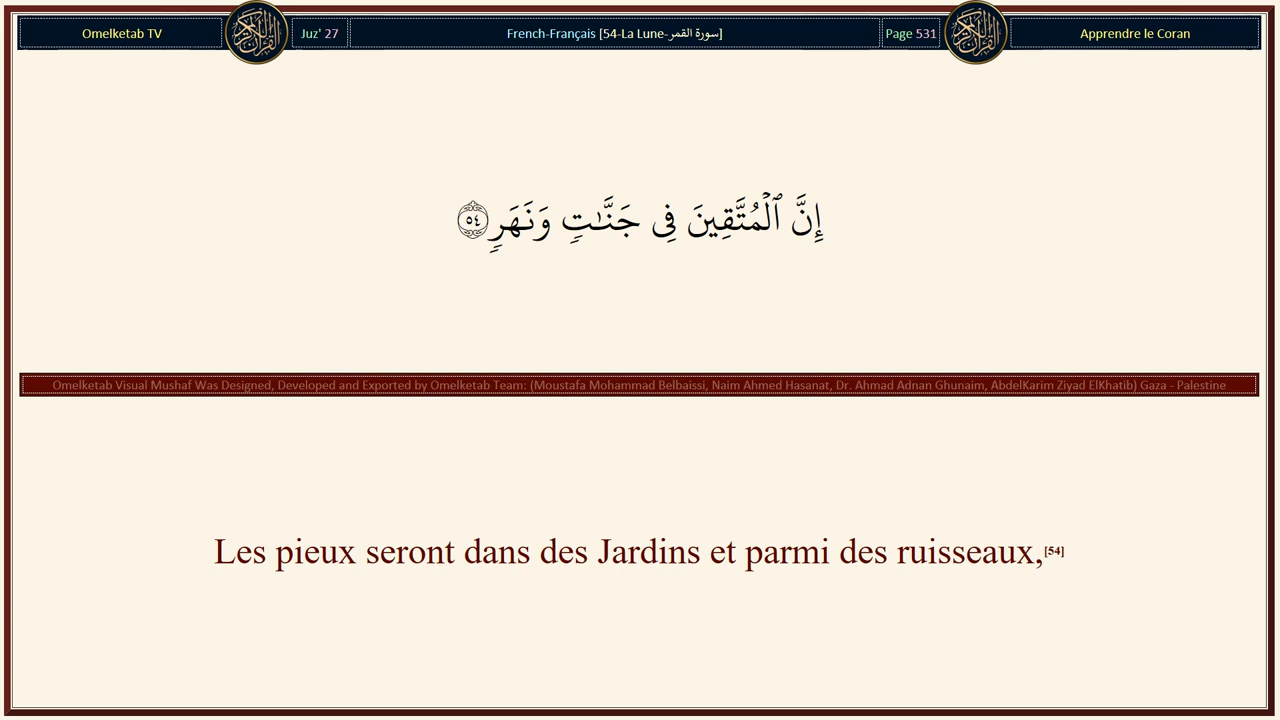 Omelketab TV
Juz' 27
French-Français [54-La Lune-سورة القمر]
Page 531
Apprendre le Coran
إِنَّ ٱلْمُتَّقِينَ فِى جَنَّـٰتٍ وَنَهَرٍ ٥٤
Omelketab Visual Mushaf Was Designed, Developed and Exported by Omelketab Team: (Moustafa Mohammad Belbaissi, Naim Ahmed Hasanat, Dr. Ahmad Adnan Ghunaim, AbdelKarim Ziyad ElKhatib) Gaza - Palestine
Les pieux seront dans des Jardins et parmi des ruisseaux,[54]